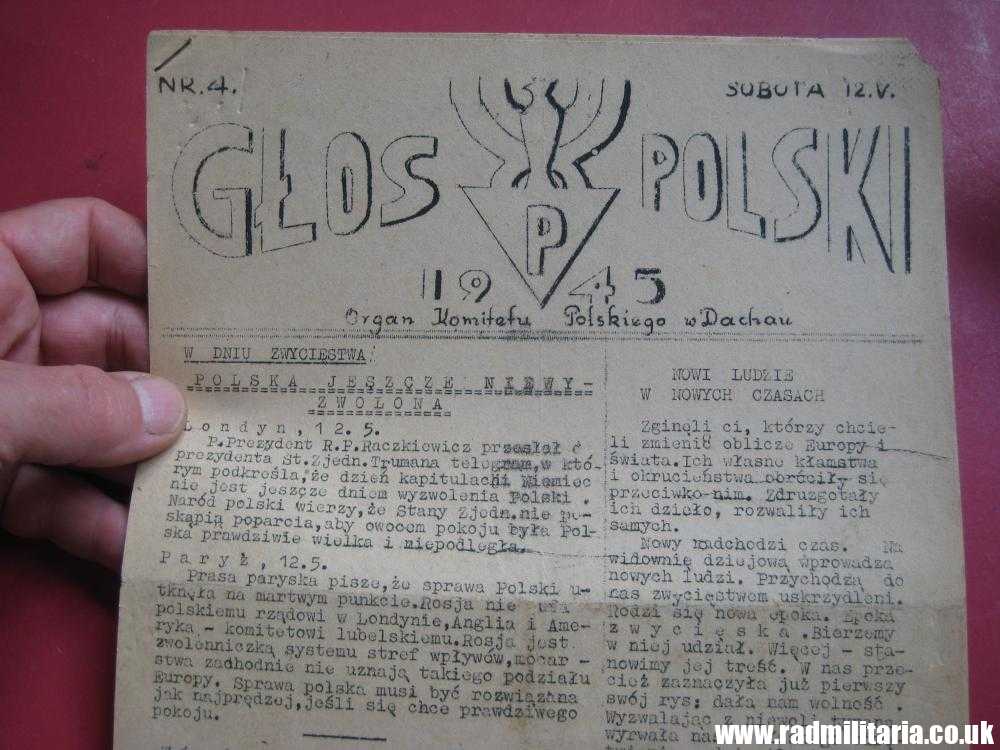 NR.4.
SUBOTA 12.V.
GŁOS POLSKI
P
1945
Organ Komitetu Polskiego w Dachau
W DNIU ZWYCIĘSTWA
POLSKA JESZCZE NIEWY-
ZWOLONA
Londyn, 12.5.
P.Prezydent R.P.Raczkiewicz przesłał
prezydenta St.Zjedn.Trumana telegram,w któ-
rym podkreśla,że dzień kapitulacji Niemiec
nie jest jeszcze dniem wyzwolenia Polski .
Naród polski wierzy,że Stany Zjedn.nie po-
skąpią poparcia,aby owocem pokoju była Pol-
ska prawdziwie wielka i niepodległa.
Paryż, 12.5.
Prasa paryska pisze,że sprawa Polski u-
tknęła na martwym punkcie.Rosja nie ufa
polskiemu rządowi w Londynie,Anglia i Ame-
ryka - komitetowi lubelskiemu.Rosja jest
zwolenniczką systemu stref wpływów,mocar -
stwa zadhodnie nie uznają takiego podziału
Europy. Sprawa polska musi być rozwiązana
jak najprędzej,jeśli się chce prawdziwego
pokoju.
NOWI LUDZIE
W NOWYCH CZASACH
Zginęli ci, którzy chcie-
li zmienić oblicze Europy i
świata.Ich własne kłamstwa
i okrucieństwa obróciły się
przeciwko nim. Zdruzgotały
ich dzieło, rozwaliły ich
samych.
Nowy nadchodzi czas. Na
widownię dziejową wprowadza
nowych ludzi. Przychodzą do
nas zwycięstwem uskrzydleni.
Rodzi się nowa epoka. Epoka
zwycięska. Bierzemy
w niej udział. Więcej - sta-
nowimy jej treść. W nas prze-
cież zaznaczyła już pierwszy
swój rys: dała nam wolność .
Wyzwalając z niewoli
wyrwała
www.radmilitaria.co.uk